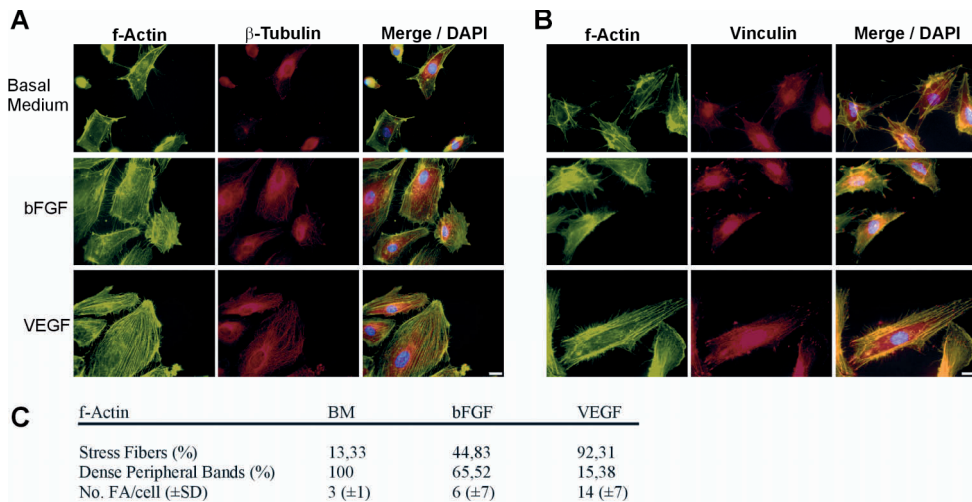 A
B
f-Actin β-Tubulin Merge / DAPI
f-Actin Vinculin Merge / DAPI
Basal
Medium
bFGF
VEGF
C
f-Actin BM bFGF VEGF
Stress Fibers (%) 13,33 44,83 92,31
Dense Peripheral Bands (%) 100 65,52 15,38
No. FA/cell (±SD) 3 (±1) 6 (±7) 14 (±7)